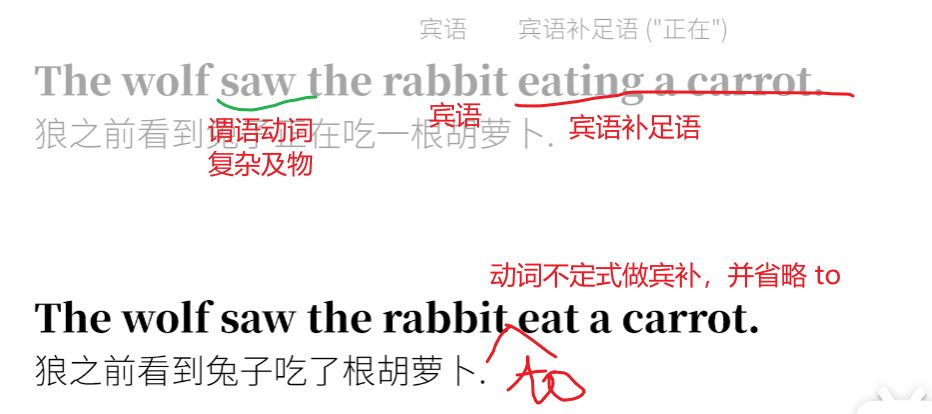 宾语 宾语补足语 ("正在")
The wolf saw the rabbit eating a carrot.
狼之前看到兔子正在吃一根胡萝卜.
谓语动词 宾语 宾语补足语
复杂及物
动词不定式做宾补，并省略 to
The wolf saw the rabbit eat a carrot.
狼之前看到兔子吃了根胡萝卜.
to